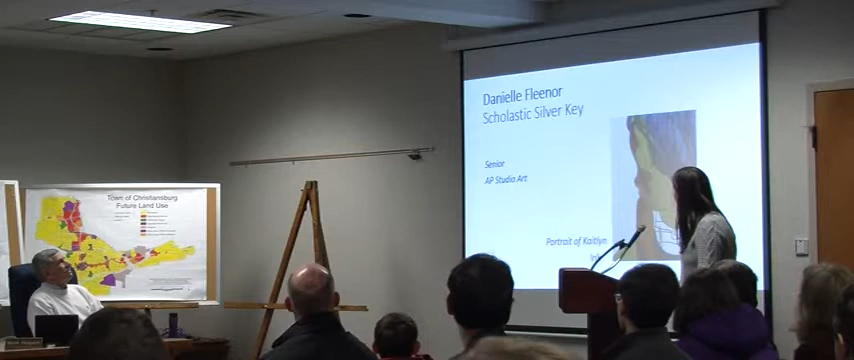 Town of Christiansburg
Future Land Use
Danielle Fleenor
Scholastic Silver Key
Senior
AP Studio Art
Portrait of Kaitlyn